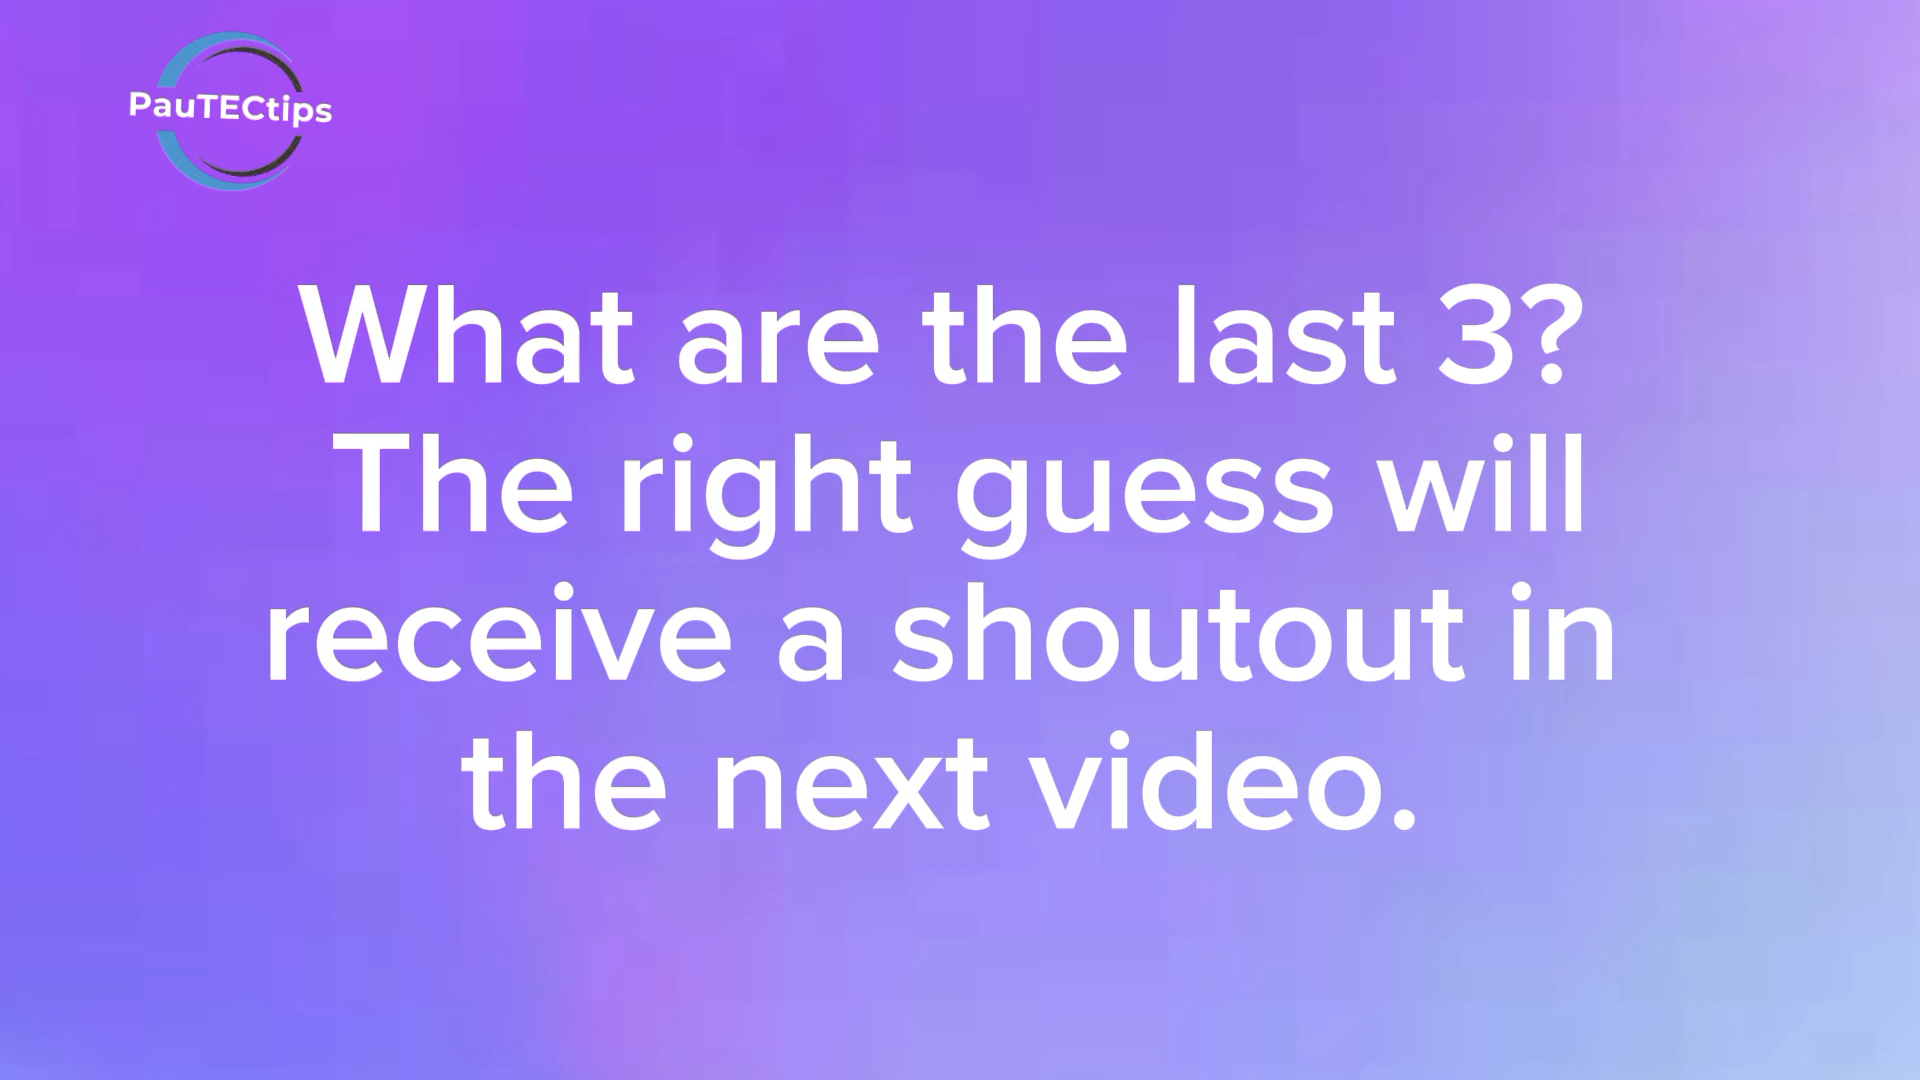 PauTECtips
What are the last 3?
The right guess will
receive a shoutout in
the next video.